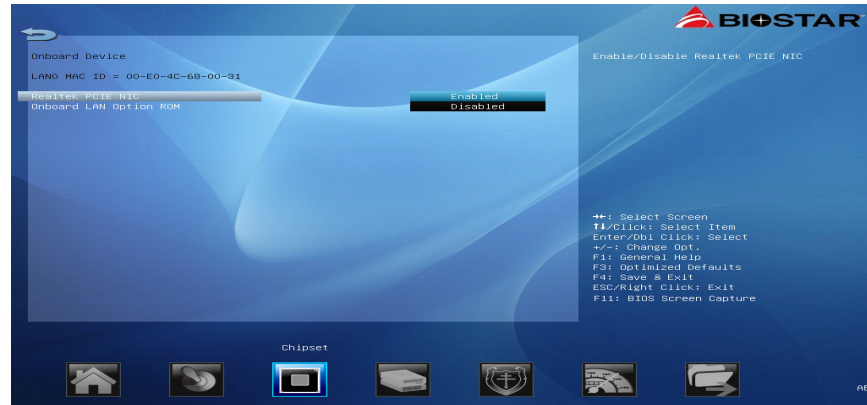 BIOSTAR
Onboard Device
LAN0 MAC ID = 00-E0-4C-68-00-31
Realtek PCIE NIC Enabled
Onboard LAN Option ROM Disabled
Enable/Disable Realtek PCIE NIC
→←: Select Screen
↑↓/Click: Select Item
Enter/Dbl Click: Select
+/-: Change Opt.
F1: General Help
F3: Optimized Defaults
F4: Save & Exit
ESC/Right Click: Exit
F11: BIOS Screen Capture
Chipset